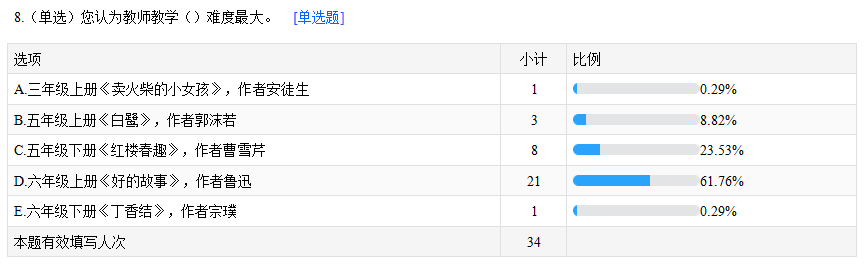 8.（单选）您认为教师教学（）难度最大。 [单选题]
选项 小计 比例
A.三年级上册《卖火柴的小女孩》，作者安徒生 1 0.29%
B.五年级上册《白鹭》，作者郭沫若 3 8.82%
C.五年级下册《红楼春趣》，作者曹雪芹 8 23.53%
D.六年级上册《好的故事》，作者鲁迅 21 61.76%
E.六年级下册《丁香结》，作者宗璞 1 0.29%
本题有效填写人次 34